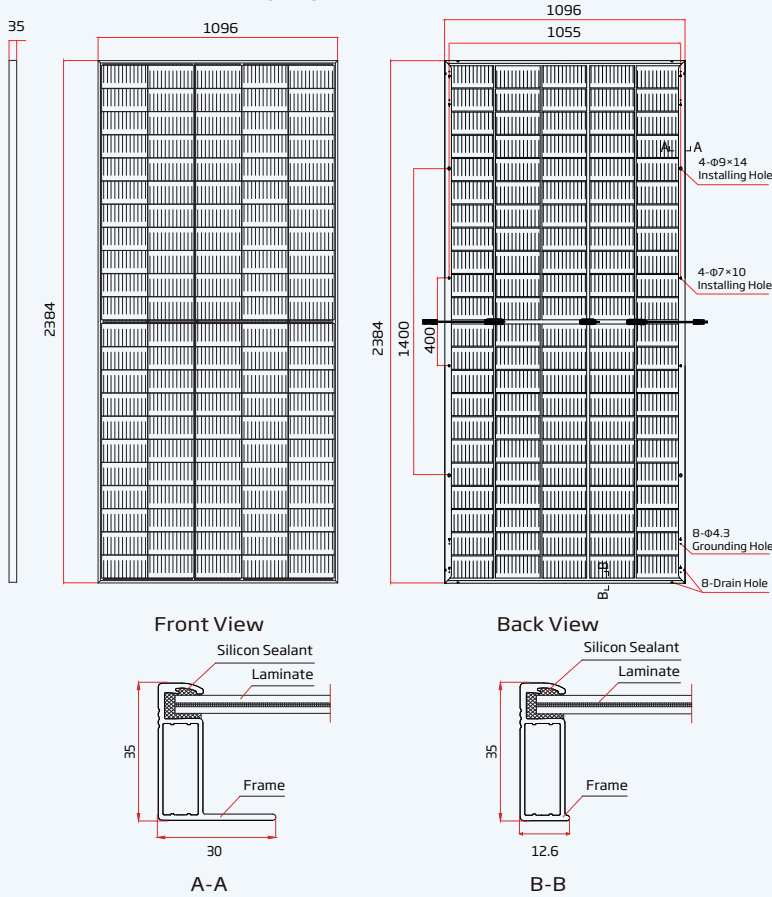 35
1096
2384
1096
1055
2384
1400
400
A
A
4-Φ9×14
Installing Hole
4-Φ7×10
Installing Hole
8-Φ4.3
Grounding Hole
8-Drain Hole
B
B
Front View
Back View
Silicon Sealant
Laminate
35
Frame
30
A-A
Silicon Sealant
Laminate
35
Frame
12.6
B-B